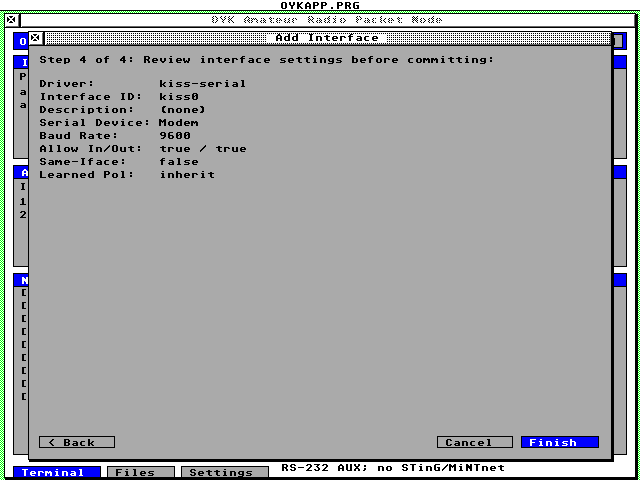 OYKAPP.PRG
OYK Amateur Radio Packet Node
Add Interface
Step 4 of 4: Review interface settings before committing:
Driver: kiss-serial
Interface ID: kiss0
Description: (none)
Serial Device: Modem
Baud Rate: 9600
Allow In/Out: true / true
Same-Iface: false
Learned Pol: inherit
O
I
P
a
a
A
I
1
2
N
[
[
[
[
[
[
[
[
[
< Back
Cancel
Finish
Terminal
Files
Settings
RS-232 AUX; no STinG/MiNTnet